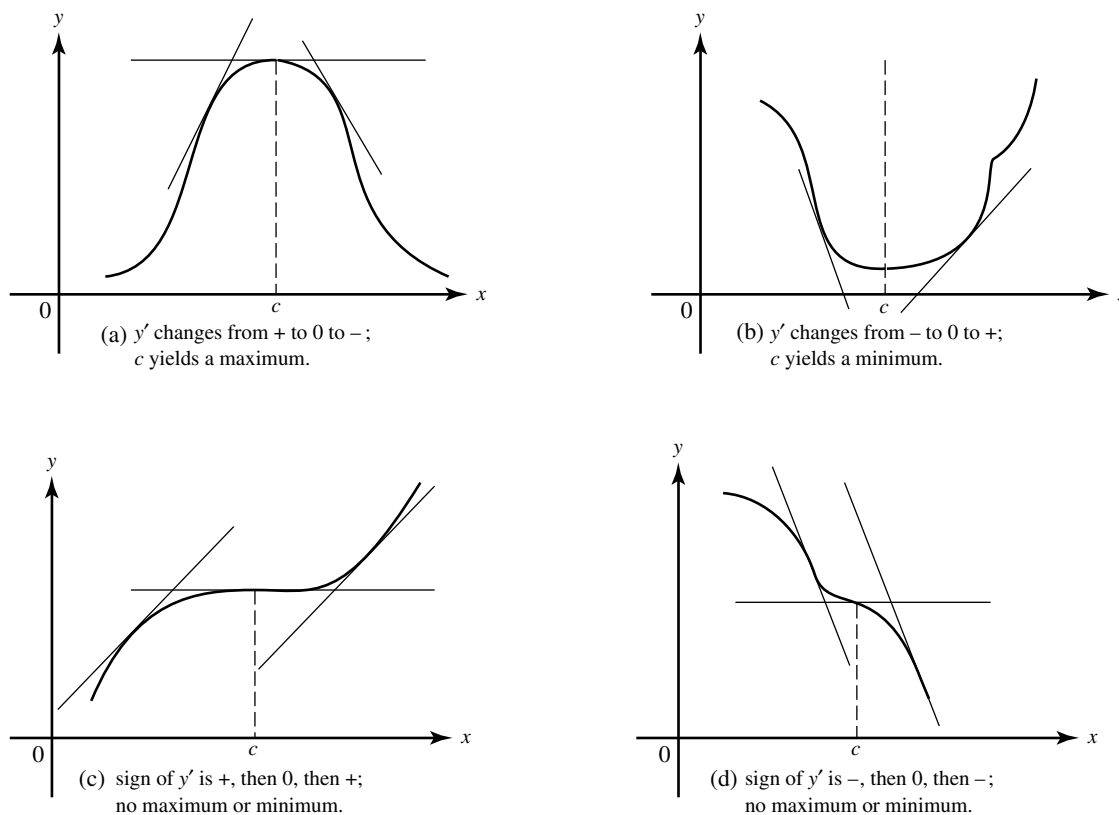 y
0
c
x
(a) y′ changes from + to 0 to – ;
c yields a maximum.
y
0
c
(b) y′ changes from – to 0 to +;
c yields a minimum.
y
0
c
x
(c) sign of y′ is +, then 0, then +;
no maximum or minimum.
y
0
c
x
(d) sign of y′ is –, then 0, then – ;
no maximum or minimum.